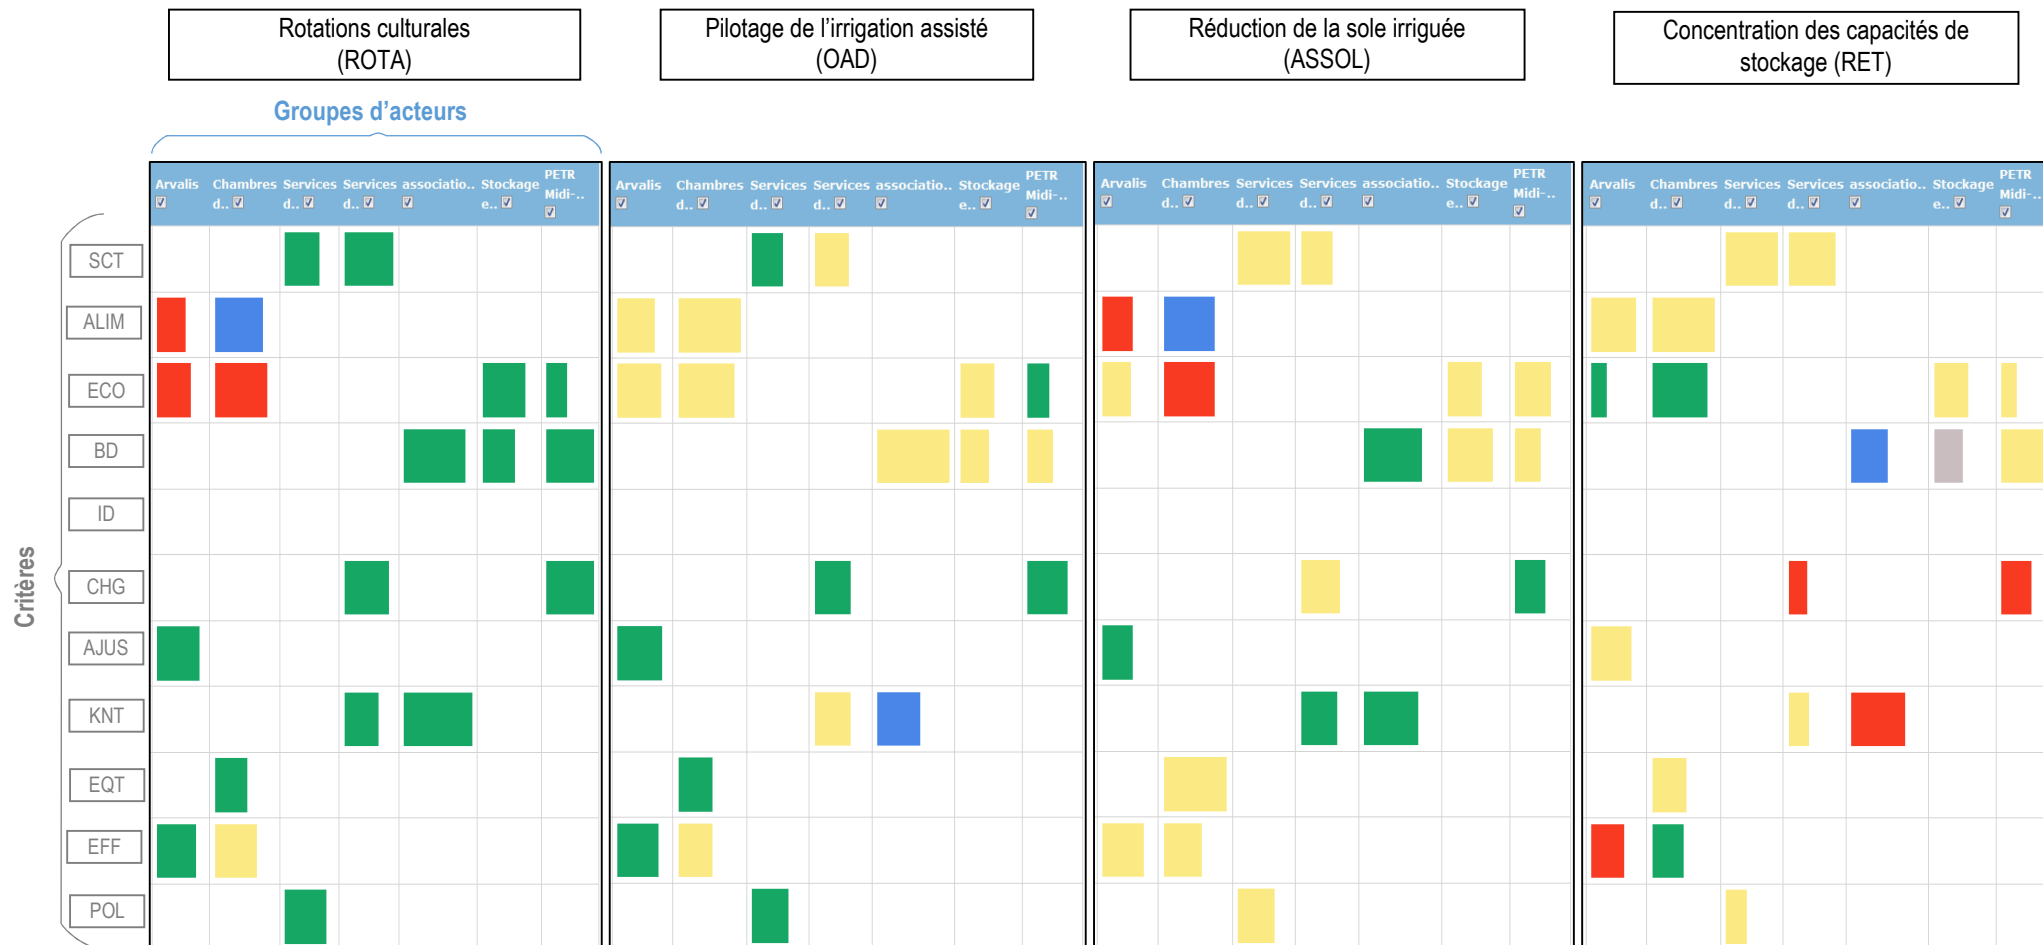 Rotations culturales
(ROTA)
Pilotage de l'irrigation assisté
(OAD)
Réduction de la sole irriguée
(ASSOL)
Concentration des capacités de
stockage (RET)
Groupes d'acteurs
Arvalis Chambres d.. Services d.. Services d.. associatio.. Stockage e.. PETR Midi-..
Arvalis Chambres d.. Services d.. Services d.. associatio.. Stockage e.. PETR Midi-..
Arvalis Chambres d.. Services d.. Services d.. associatio.. Stockage e.. PETR Midi-..
Arvalis Chambres d.. Services d.. Services d.. associatio.. Stockage e.. PETR Midi-..
Critères
SCT
ALIM
ECO
BD
ID
CHG
AJUS
KNT
EQT
EFF
POL